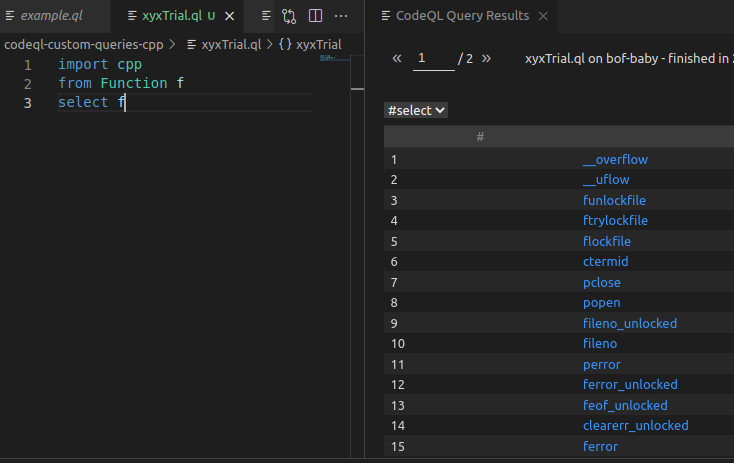 example.ql xyxTrial.ql U
codeql-custom-queries-cpp > xyxTrial.ql > {} xyxTrial
1 import cpp
2 from Function f
3 select f
CodeQL Query Results
« 1 / 2 » xyxTrial.ql on bof-baby - finished in 2
#select
#
1 __overflow
2 __uflow
3 funlockfile
4 ftrylockfile
5 flockfile
6 ctermid
7 pclose
8 popen
9 fileno_unlocked
10 fileno
11 perror
12 ferror_unlocked
13 feof_unlocked
14 clearerr_unlocked
15 ferror